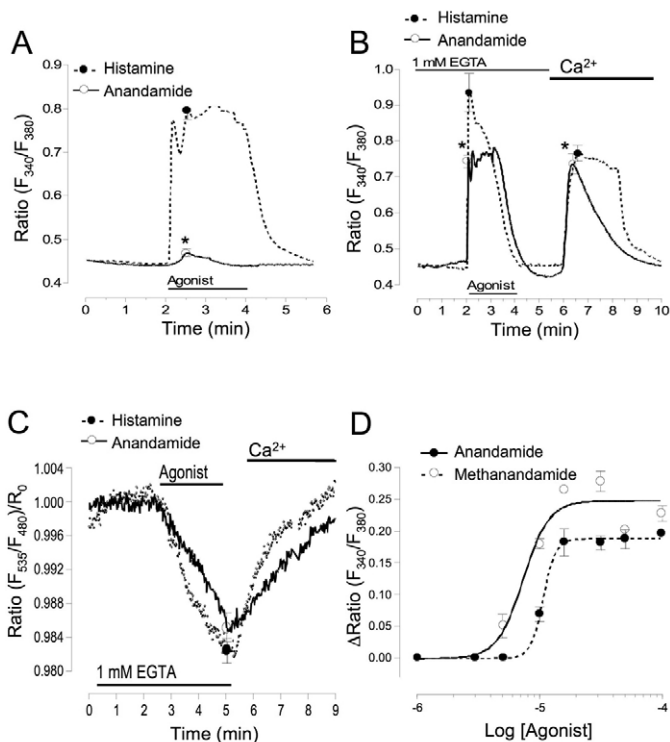 A
Histamine
Anandamide
Ratio (F340/F380)
0.9
0.8
0.7
0.6
0.5
0.4
*
Agonist
0 1 2 3 4 5 6
Time (min)
B
Histamine
Anandamide
1 mM EGTA
Ca2+
Ratio (F340/F380)
1.0
0.9
0.8
0.7
0.6
0.5
0.4
* *
Agonist
0 1 2 3 4 5 6 7 8 9 10
Time (min)
C
Histamine
Anandamide
Agonist
Ca2+
Ratio (F535/F480)/R0
1.004
1.000
0.996
0.992
0.988
0.984
0.980
1 mM EGTA
0 1 2 3 4 5 6 7 8 9
Time (min)
D
Anandamide
Methanandamide
ΔRatio (F340/F380)
0.30
0.25
0.20
0.15
0.10
0.05
0.00
-6 -5 -4
Log [Agonist]